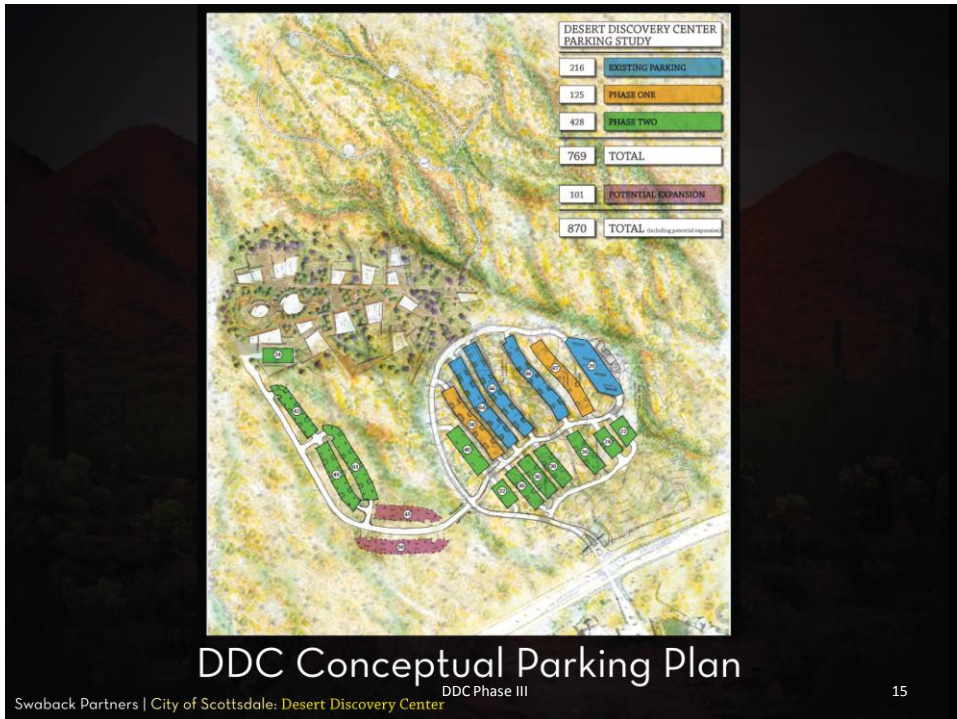 DESERT DISCOVERY CENTER
PARKING STUDY
216 EXISTING PARKING
125 PHASE ONE
428 PHASE TWO
769 TOTAL
101 POTENTIAL EXPANSION
870 TOTAL (including potential expansion)
DDC Conceptual Parking Plan
DDC Phase III
15
Swaback Partners | City of Scottsdale: Desert Discovery Center